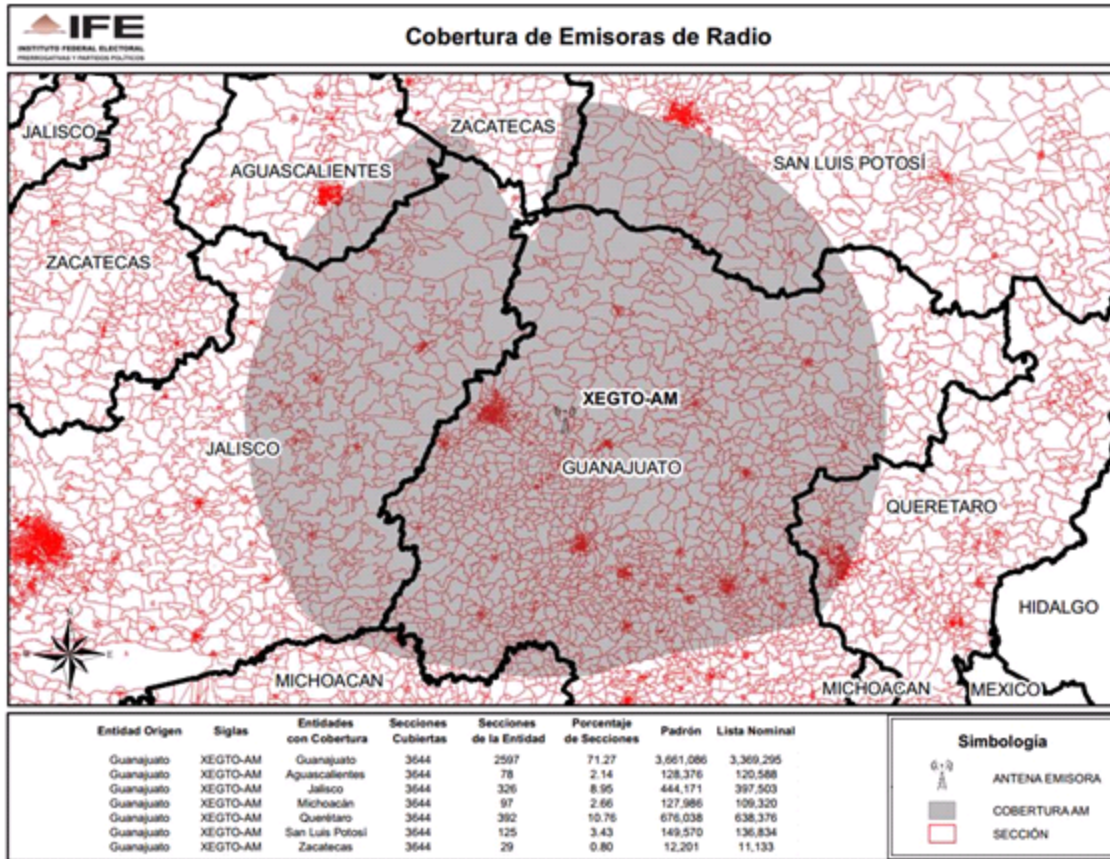 IFE
INSTITUTO FEDERAL ELECTORAL
PRERROGATIVAS Y PARTIDOS POLÍTICOS
Cobertura de Emisoras de Radio
JALISCO
ZACATECAS
AGUASCALIENTES
SAN LUIS POTOSÍ
ZACATECAS
XEGTO-AM
JALISCO
GUANAJUATO
QUERETARO
HIDALGO
MICHOACAN
MICHOACAN
MEXICO
Entidad Origen Siglas Entidades con Cobertura Secciones Cubiertas Secciones de la Entidad Porcentaje de Secciones Padrón Lista Nominal
Guanajuato XEGTO-AM Guanajuato 3644 2597 71.27 3,661,086 3,369,295
Guanajuato XEGTO-AM Aguascalientes 3644 78 2.14 128,376 120,588
Guanajuato XEGTO-AM Jalisco 3644 326 8.95 444,171 397,503
Guanajuato XEGTO-AM Michoacán 3644 97 2.66 127,986 109,320
Guanajuato XEGTO-AM Querétaro 3644 392 10.76 676,038 638,376
Guanajuato XEGTO-AM San Luis Potosí 3644 125 3.43 149,570 136,834
Guanajuato XEGTO-AM Zacatecas 3644 29 0.80 12,201 11,133
Simbología
ANTENA EMISORA
COBERTURA AM
SECCIÓN